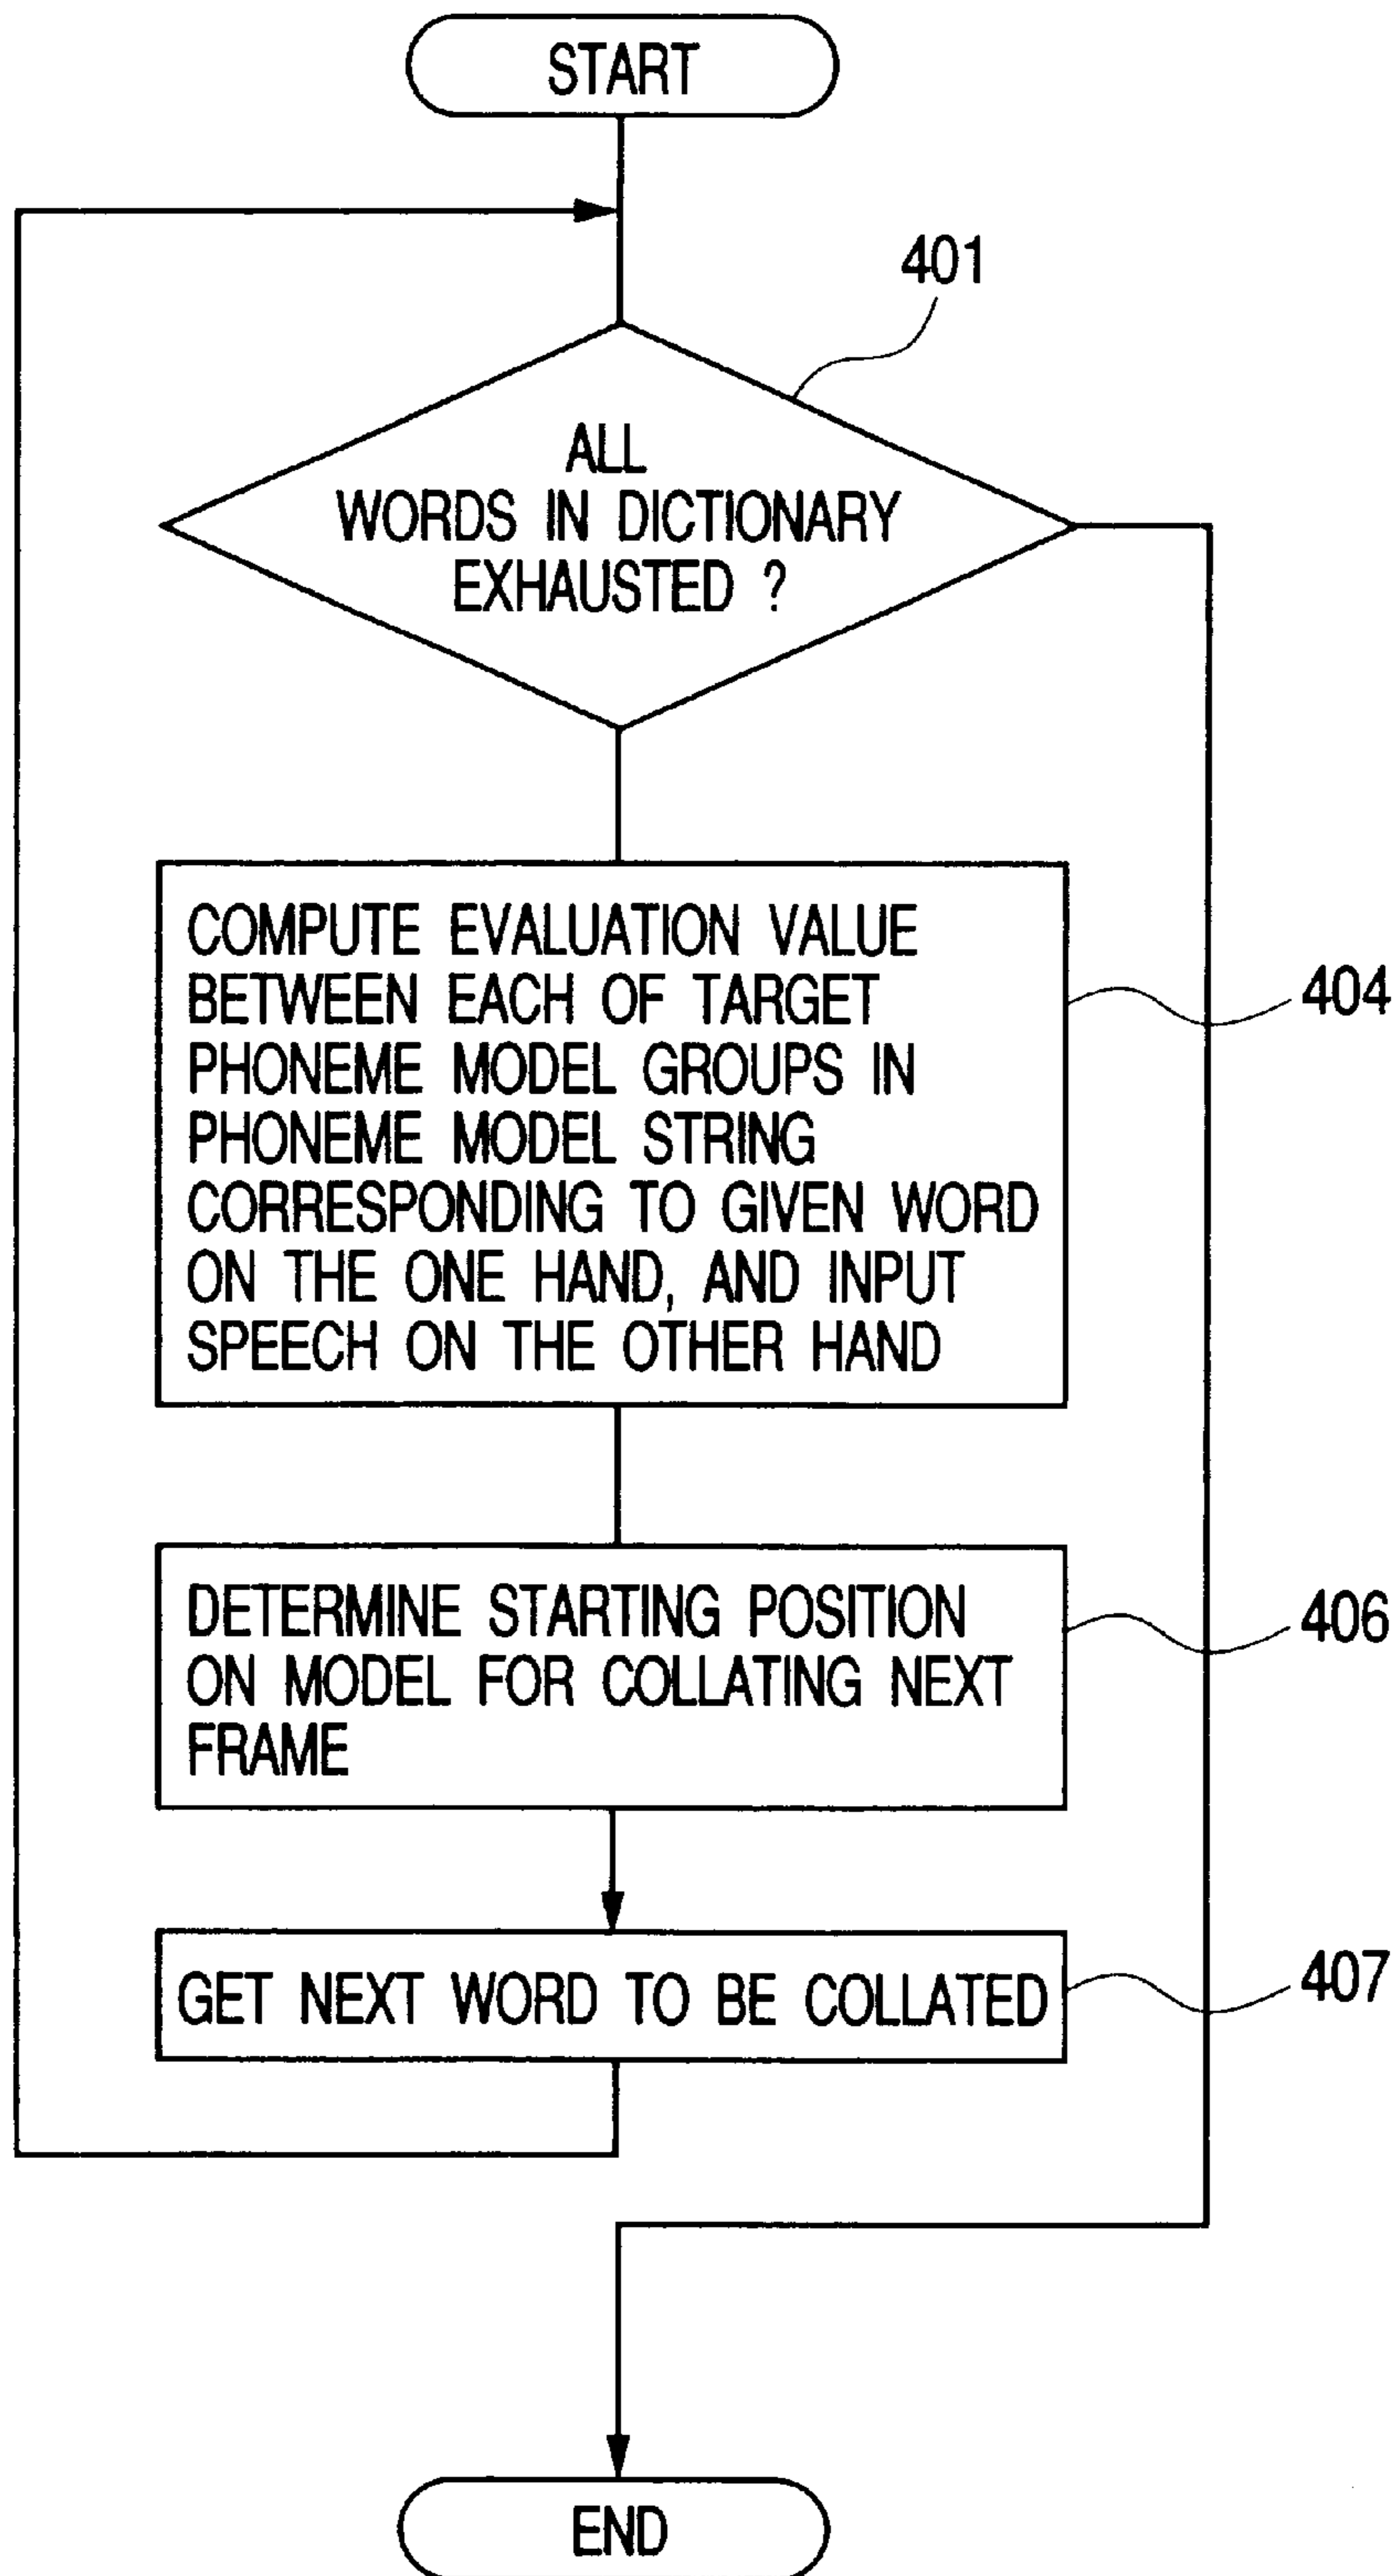 START
401
ALL
WORDS IN DICTIONARY
EXHAUSTED ?
COMPUTE EVALUATION VALUE
BETWEEN EACH OF TARGET
PHONEME MODEL GROUPS IN
PHONEME MODEL STRING
CORRESPONDING TO GIVEN WORD
ON THE ONE HAND, AND INPUT
SPEECH ON THE OTHER HAND
404
DETERMINE STARTING POSITION
ON MODEL FOR COLLATING NEXT
FRAME
406
GET NEXT WORD TO BE COLLATED
407
END